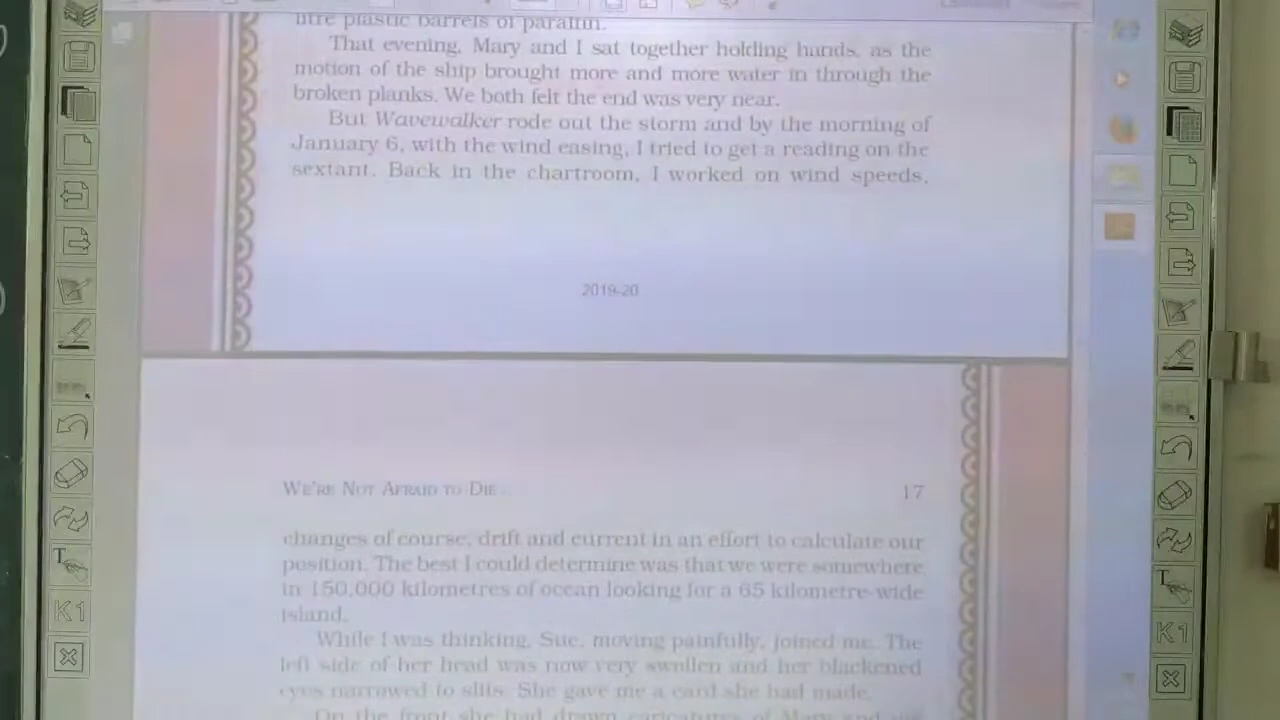 litre plastic barrels of paraffin.
That evening, Mary and I sat together holding hands, as the
motion of the ship brought more and more water in through the
broken planks. We both felt the end was very near.
But Wavewalker rode out the storm and by the morning of
January 6, with the wind easing, I tried to get a reading on the
sextant. Back in the chartroom, I worked on wind speeds,
2019-20
WE'RE NOT AFRAID TO DIE...
17
changes of course, drift and current in an effort to calculate our
position. The best I could determine was that we were somewhere
in 150,000 kilometres of ocean looking for a 65 kilometre-wide
island.
While I was thinking, Sue, moving painfully, joined me. The
left side of her head was now very swollen and her blackened
eyes narrowed to slits. She gave me a card she had made.
On the front she had drawn caricatures of Mary and
T
K1
T
K1